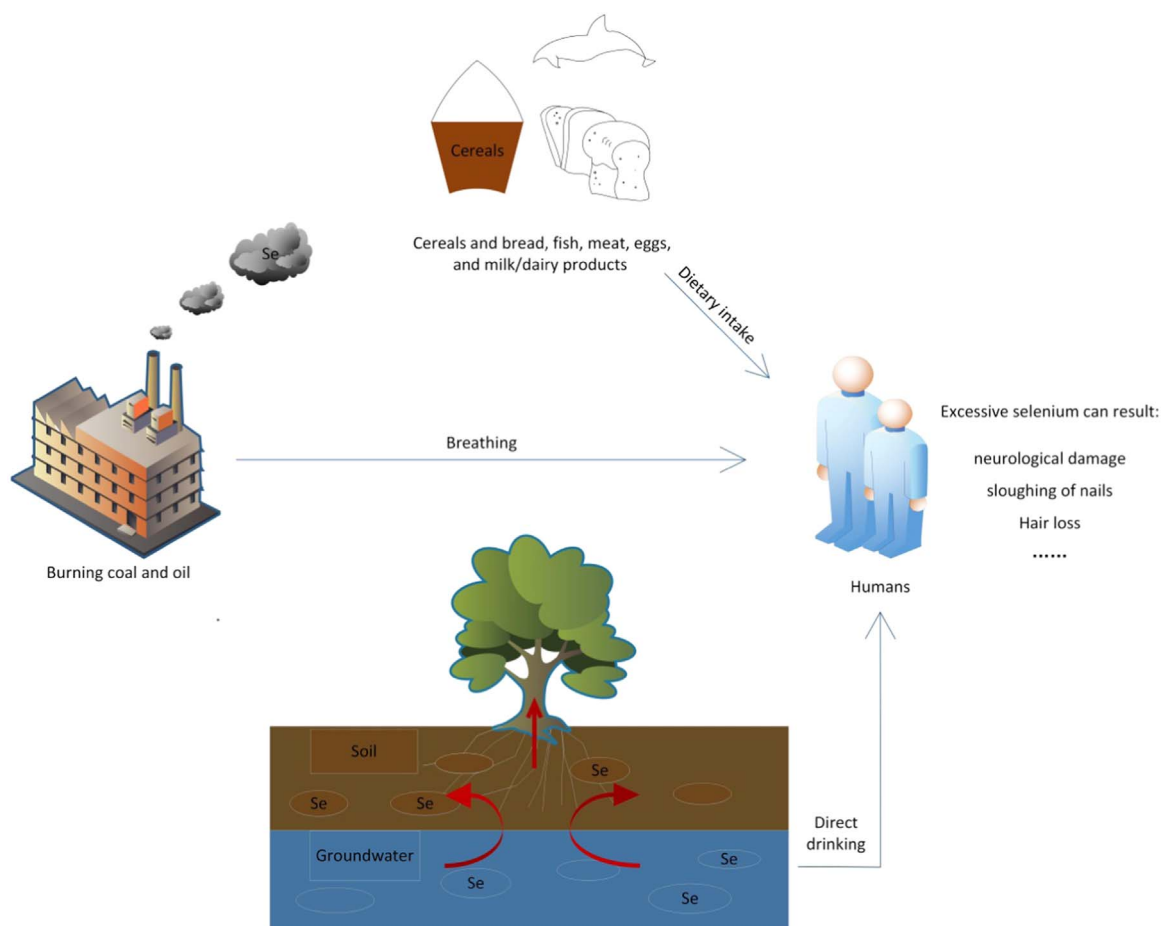 Cereals
Se
Cereals and bread, fish, meat, eggs,
and milk/dairy products
Dietary intake
Breathing
Burning coal and oil
Excessive selenium can result:
neurological damage
sloughing of nails
Hair loss
......
Humans
Soil
Se
Se
Se
Groundwater
Se
Se
Se
Direct
drinking